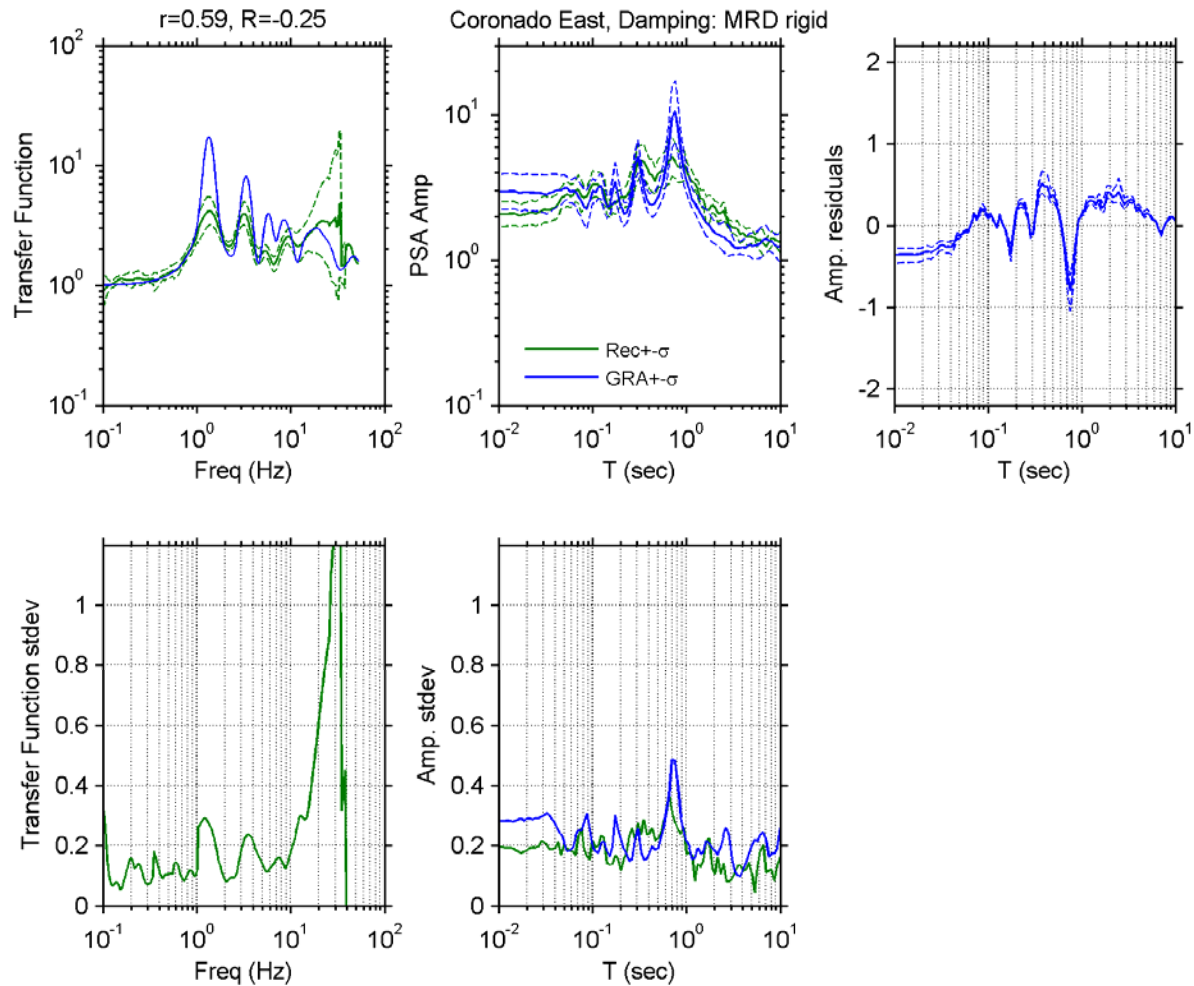 r=0.59, R=-0.25
Coronado East, Damping: MRD rigid
Transfer Function
10^2
10^1
10^0
10^-1
10^-1 10^0 10^1 10^2
Freq (Hz)
PSA Amp
10^1
10^0
10^-1
Rec+-σ
GRA+-σ
10^-2 10^-1 10^0 10^1
T (sec)
Amp. residuals
2
1
0
-1
-2
10^-2 10^-1 10^0 10^1
T (sec)
Transfer Function stdev
1
0.8
0.6
0.4
0.2
0
10^-1 10^0 10^1 10^2
Freq (Hz)
Amp. stdev
1
0.8
0.6
0.4
0.2
0
10^-2 10^-1 10^0 10^1
T (sec)